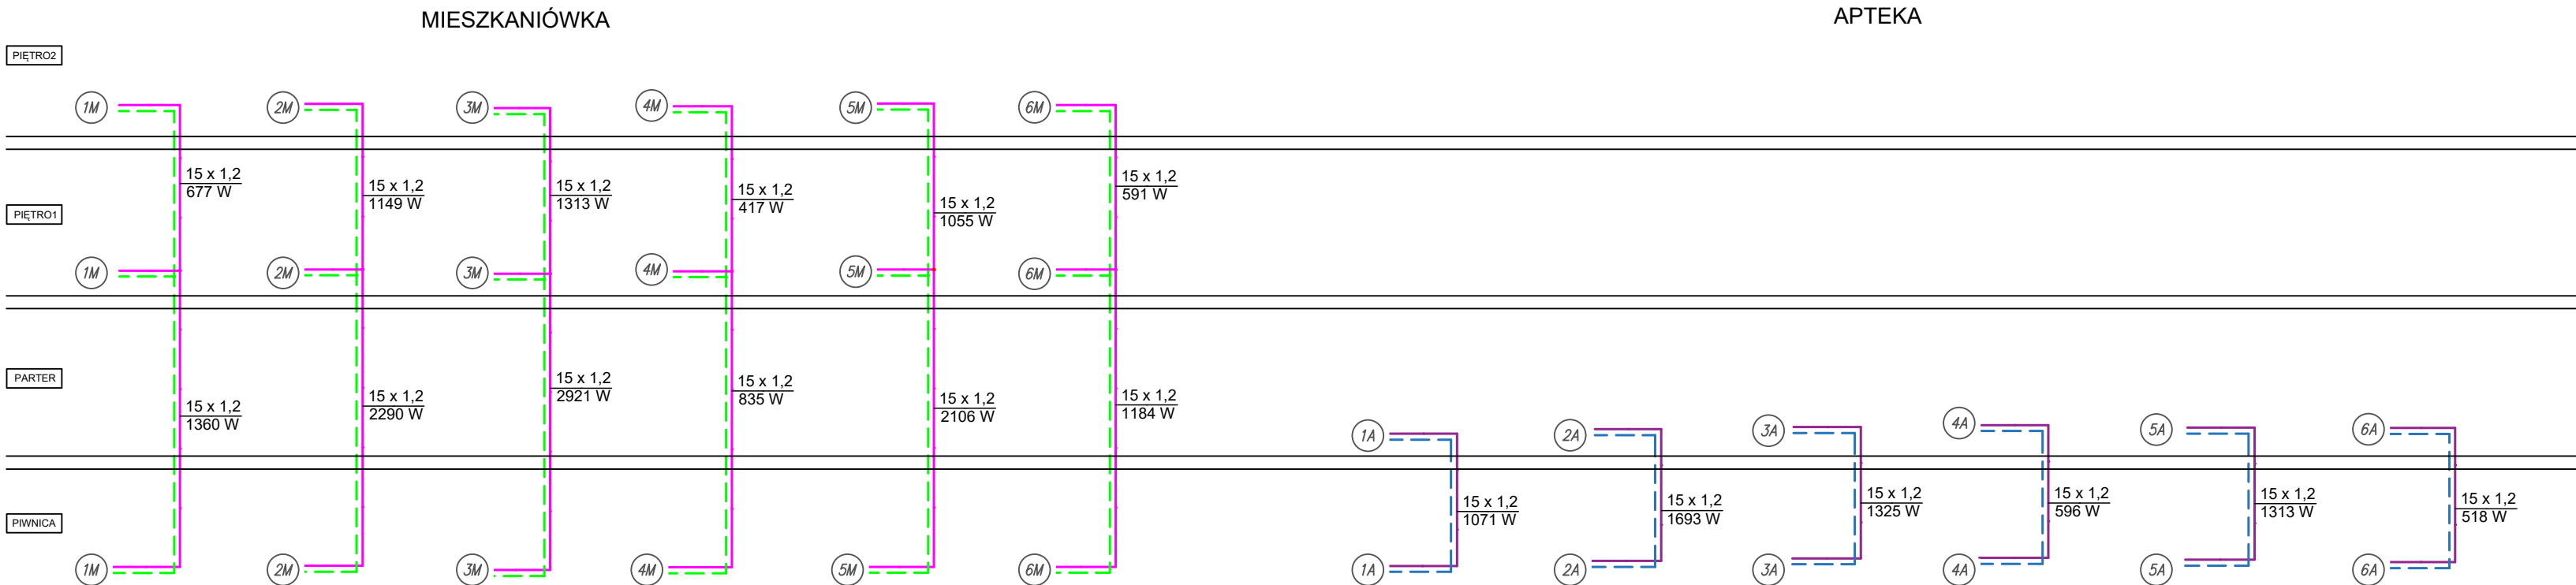 MIESZKANIÓWKA
APTEKA
PIĘTRO2
1M
2M
3M
4M
5M
6M
15 x 1,2
677 W
15 x 1,2
1149 W
15 x 1,2
1313 W
15 x 1,2
417 W
15 x 1,2
1055 W
15 x 1,2
591 W
PIĘTRO1
1M
2M
3M
4M
5M
6M
PARTER
15 x 1,2
1360 W
15 x 1,2
2290 W
15 x 1,2
2921 W
15 x 1,2
835 W
15 x 1,2
2106 W
15 x 1,2
1184 W
1A
2A
3A
4A
5A
6A
15 x 1,2
1071 W
15 x 1,2
1693 W
15 x 1,2
1325 W
15 x 1,2
596 W
15 x 1,2
1313 W
15 x 1,2
518 W
PIWNICA
1M
2M
3M
4M
5M
6M
1A
2A
3A
4A
5A
6A